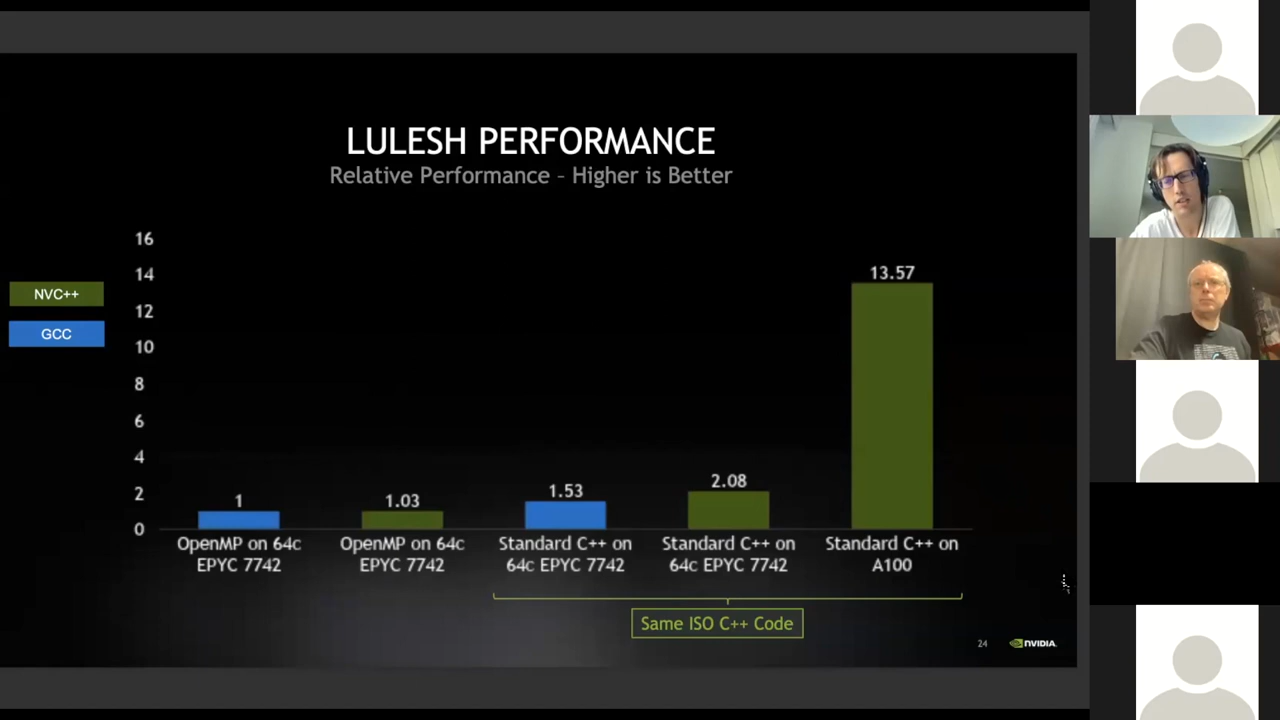 LULESH PERFORMANCE
Relative Performance – Higher is Better
NVC++
GCC
16
14
12
10
8
6
4
2
0
1
1.03
1.53
2.08
13.57
OpenMP on 64c
EPYC 7742
OpenMP on 64c
EPYC 7742
Standard C++ on
64c EPYC 7742
Standard C++ on
64c EPYC 7742
Standard C++ on
A100
Same ISO C++ Code
24
NVIDIA.